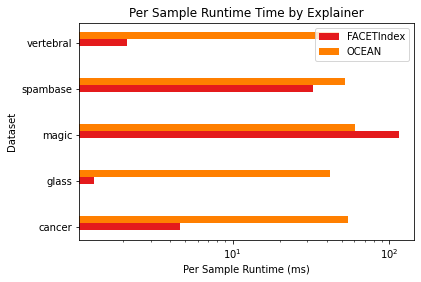 Per Sample Runtime Time by Explainer
FACETIndex
OCEAN
vertebral
spambase
magic
glass
cancer
Dataset
10¹
10²
Per Sample Runtime (ms)